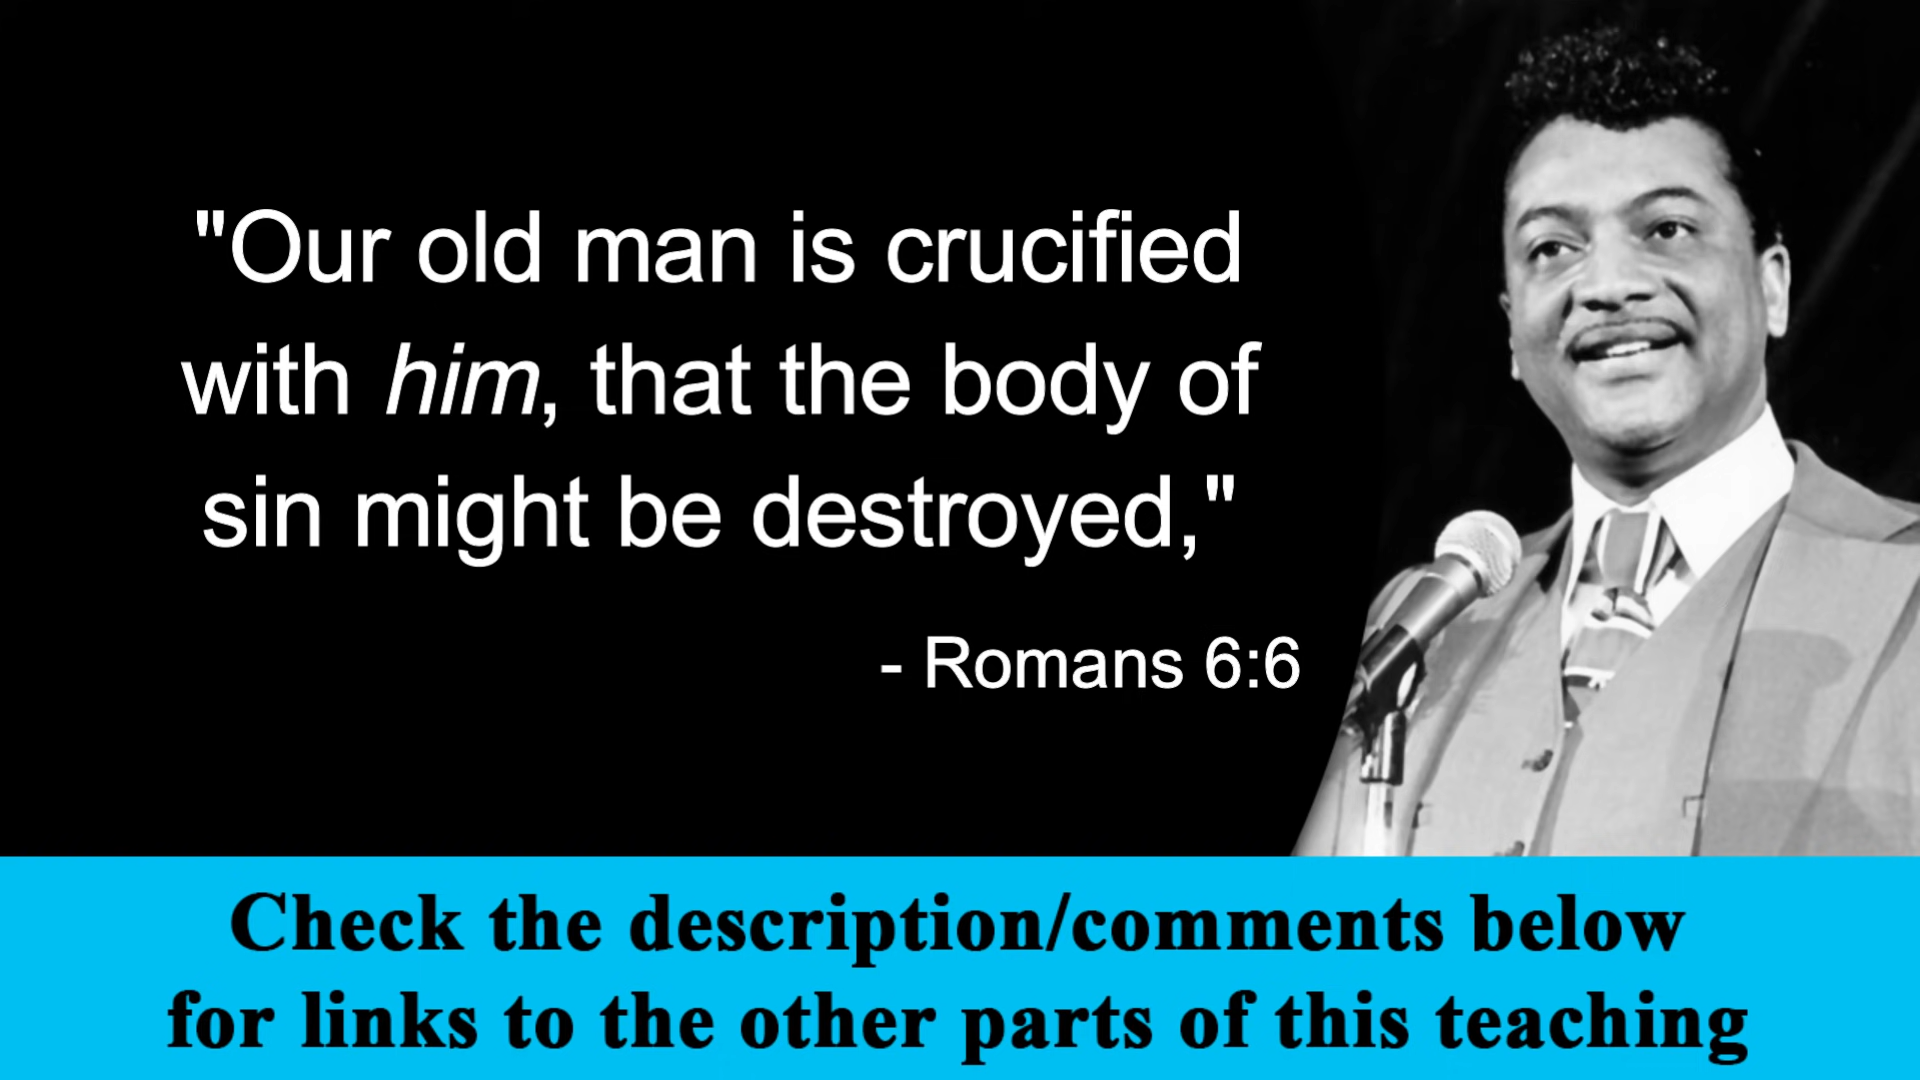 "Our old man is crucified
with him, that the body of
sin might be destroyed,"
- Romans 6:6
Check the description/comments below
for links to the other parts of this teaching